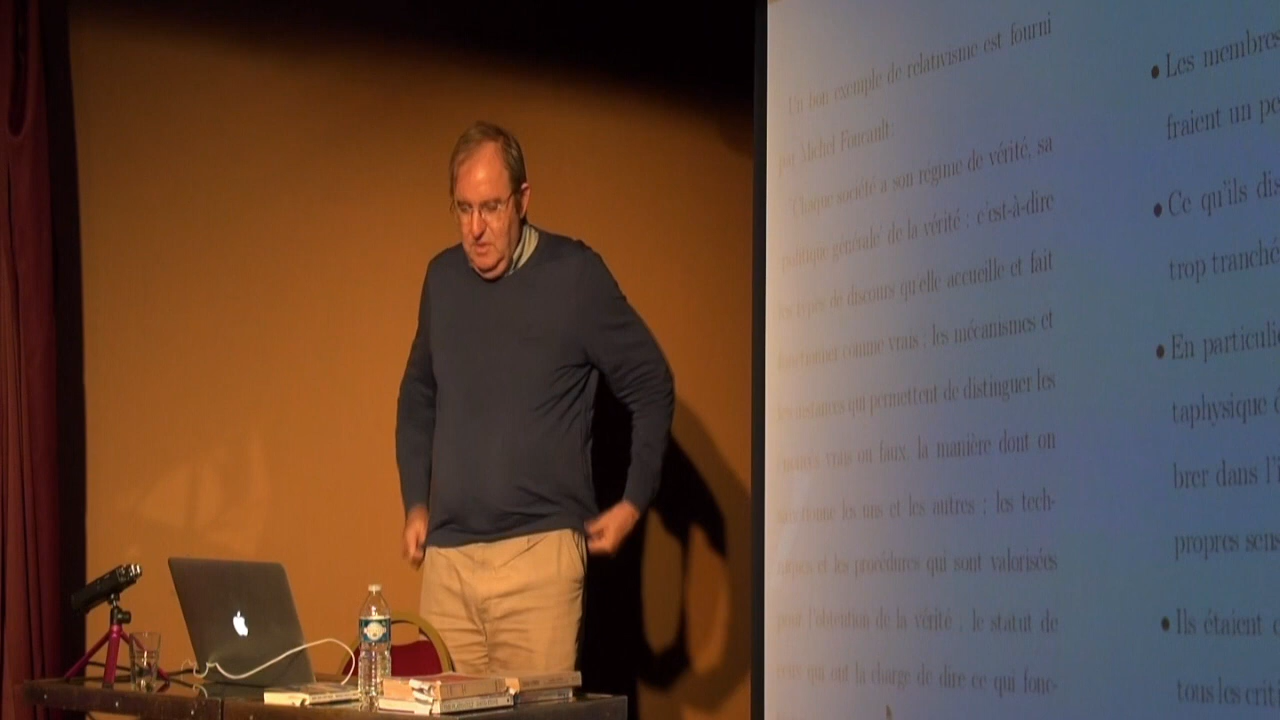 Un bon exemple de relativisme est fourni
par Michel Foucault:
Chaque société a son régime de vérité, sa
politique générale de la vérité : c'est-à-dire
les types de discours qu'elle accueille et fait
fonctionner comme vrais ; les mécanismes et
les instances qui permettent de distinguer les
vrais ou faux, la manière dont on
les uns et les autres ; les tech-
et les procédures qui sont valorisées
pour l'obtention de la vérité ; le statut de
ceux qui ont la charge de dire ce qui fonc-
• Les membres
fraient un pe
• Ce qu'ils dis
trop tranché
• En particuli
taphysique
brer dans l'
propres sens
• Ils étaient
tous les crit